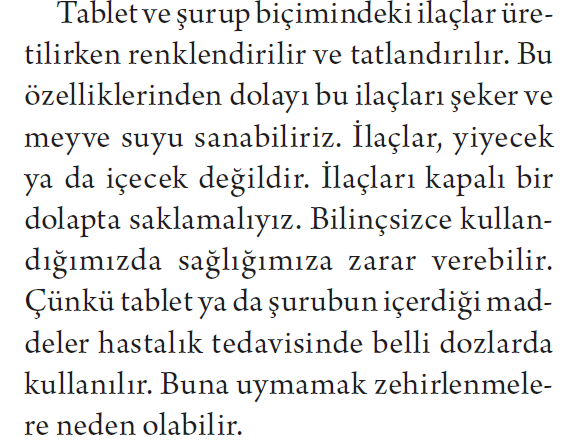 Tablet ve şurup biçimindeki ilaçlar üre-
tilirken renklendirilir ve tatlandırılır. Bu
özelliklerinden dolayı bu ilaçları şeker ve
meyve suyu sanabiliriz. İlaçlar, yiyecek
ya da içecek değildir. İlaçları kapalı bir
dolapta saklamalıyız. Bilinçsizce kullan-
dığımızda sağlığımıza zarar verebilir.
Çünkü tablet ya da şurubun içerdiği mad-
deler hastalık tedavisinde belli dozlarda
kullanılır. Buna uymamak zehirlenmele-
re neden olabilir.